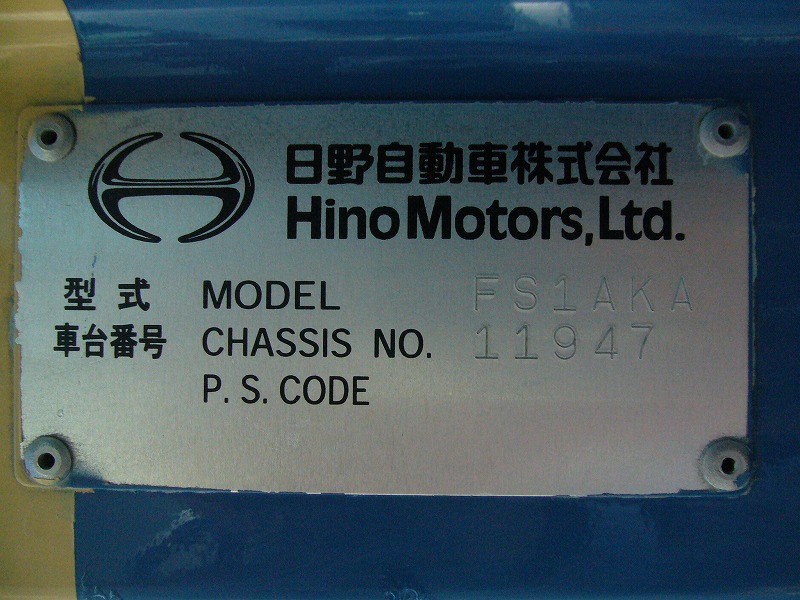 日野自動車株式会社
Hino Motors, Ltd.
型式 MODEL FS1AKA
車台番号 CHASSIS NO. 11947
P. S. CODE